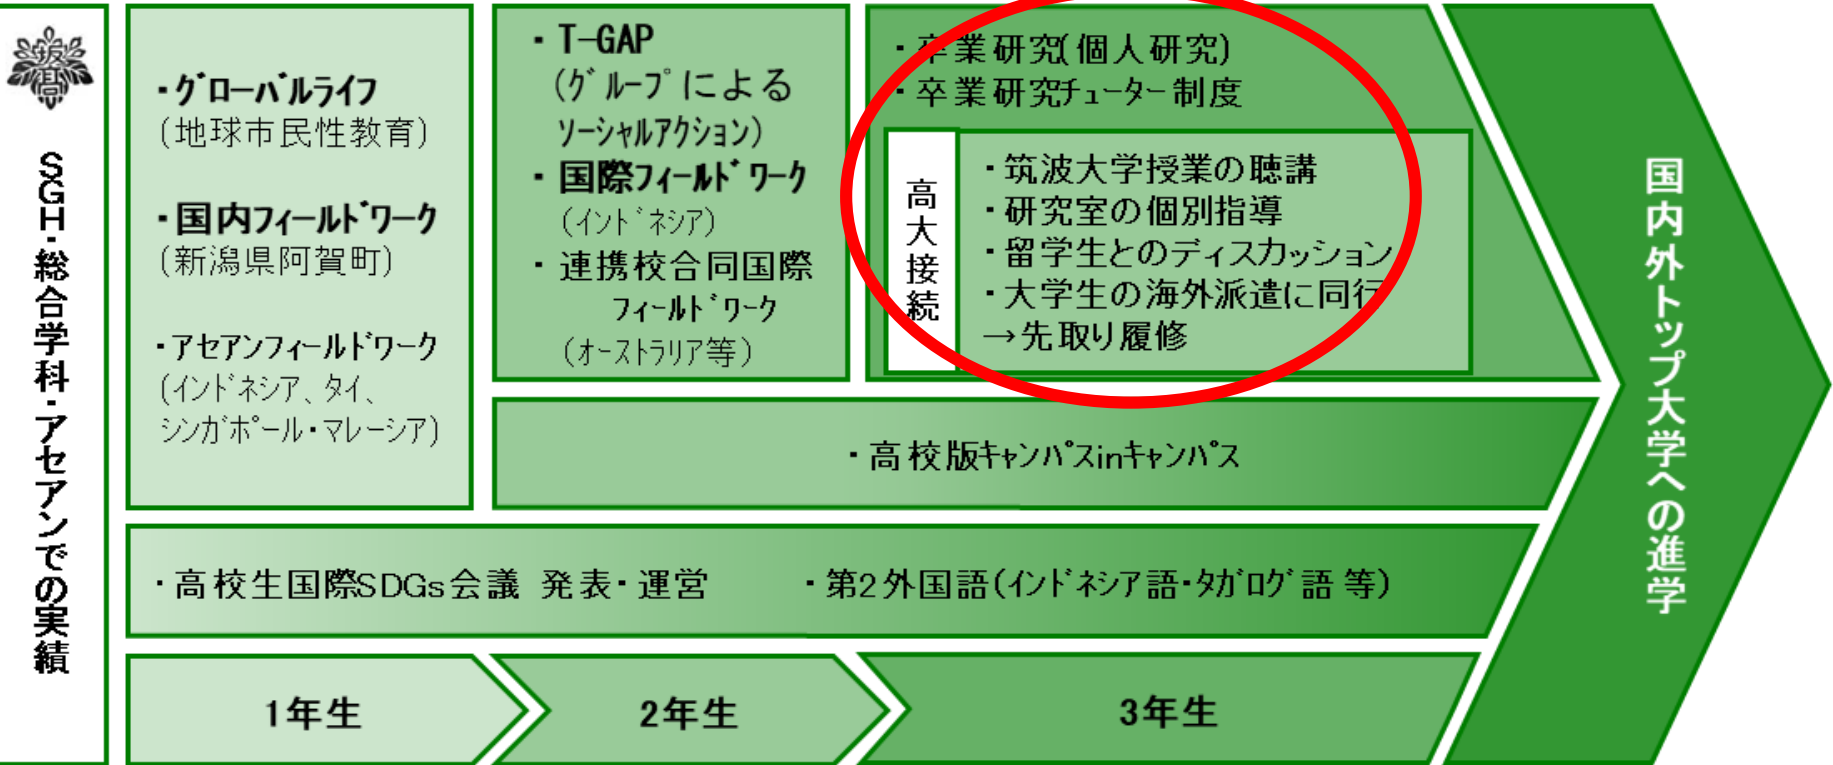 坂戸
SGH・総合学科・アセアンでの実績
・グローバルライフ
(地球市民性教育)
・国内フィールドワーク
(新潟県阿賀町)
・アセアンフィールドワーク
(インドネシア、タイ、
シンガポール・マレーシア)
・T-GAP
(グループによる
ソーシャルアクション)
・国際フィールドワーク
(インドネシア)
・連携校合同国際
フィールドワーク
(オーストラリア等)
・卒業研究(個人研究)
・卒業研究チューター制度
高大接続
・筑波大学授業の聴講
・研究室の個別指導
・留学生とのディスカッション
・大学生の海外派遣に同行
→先取り履修
・高校版キャンパスinキャンパス
・高校生国際SDGs会議 発表・運営
・第2外国語(インドネシア語・タガログ語 等)
1年生
2年生
3年生
国内外トップ大学への進学